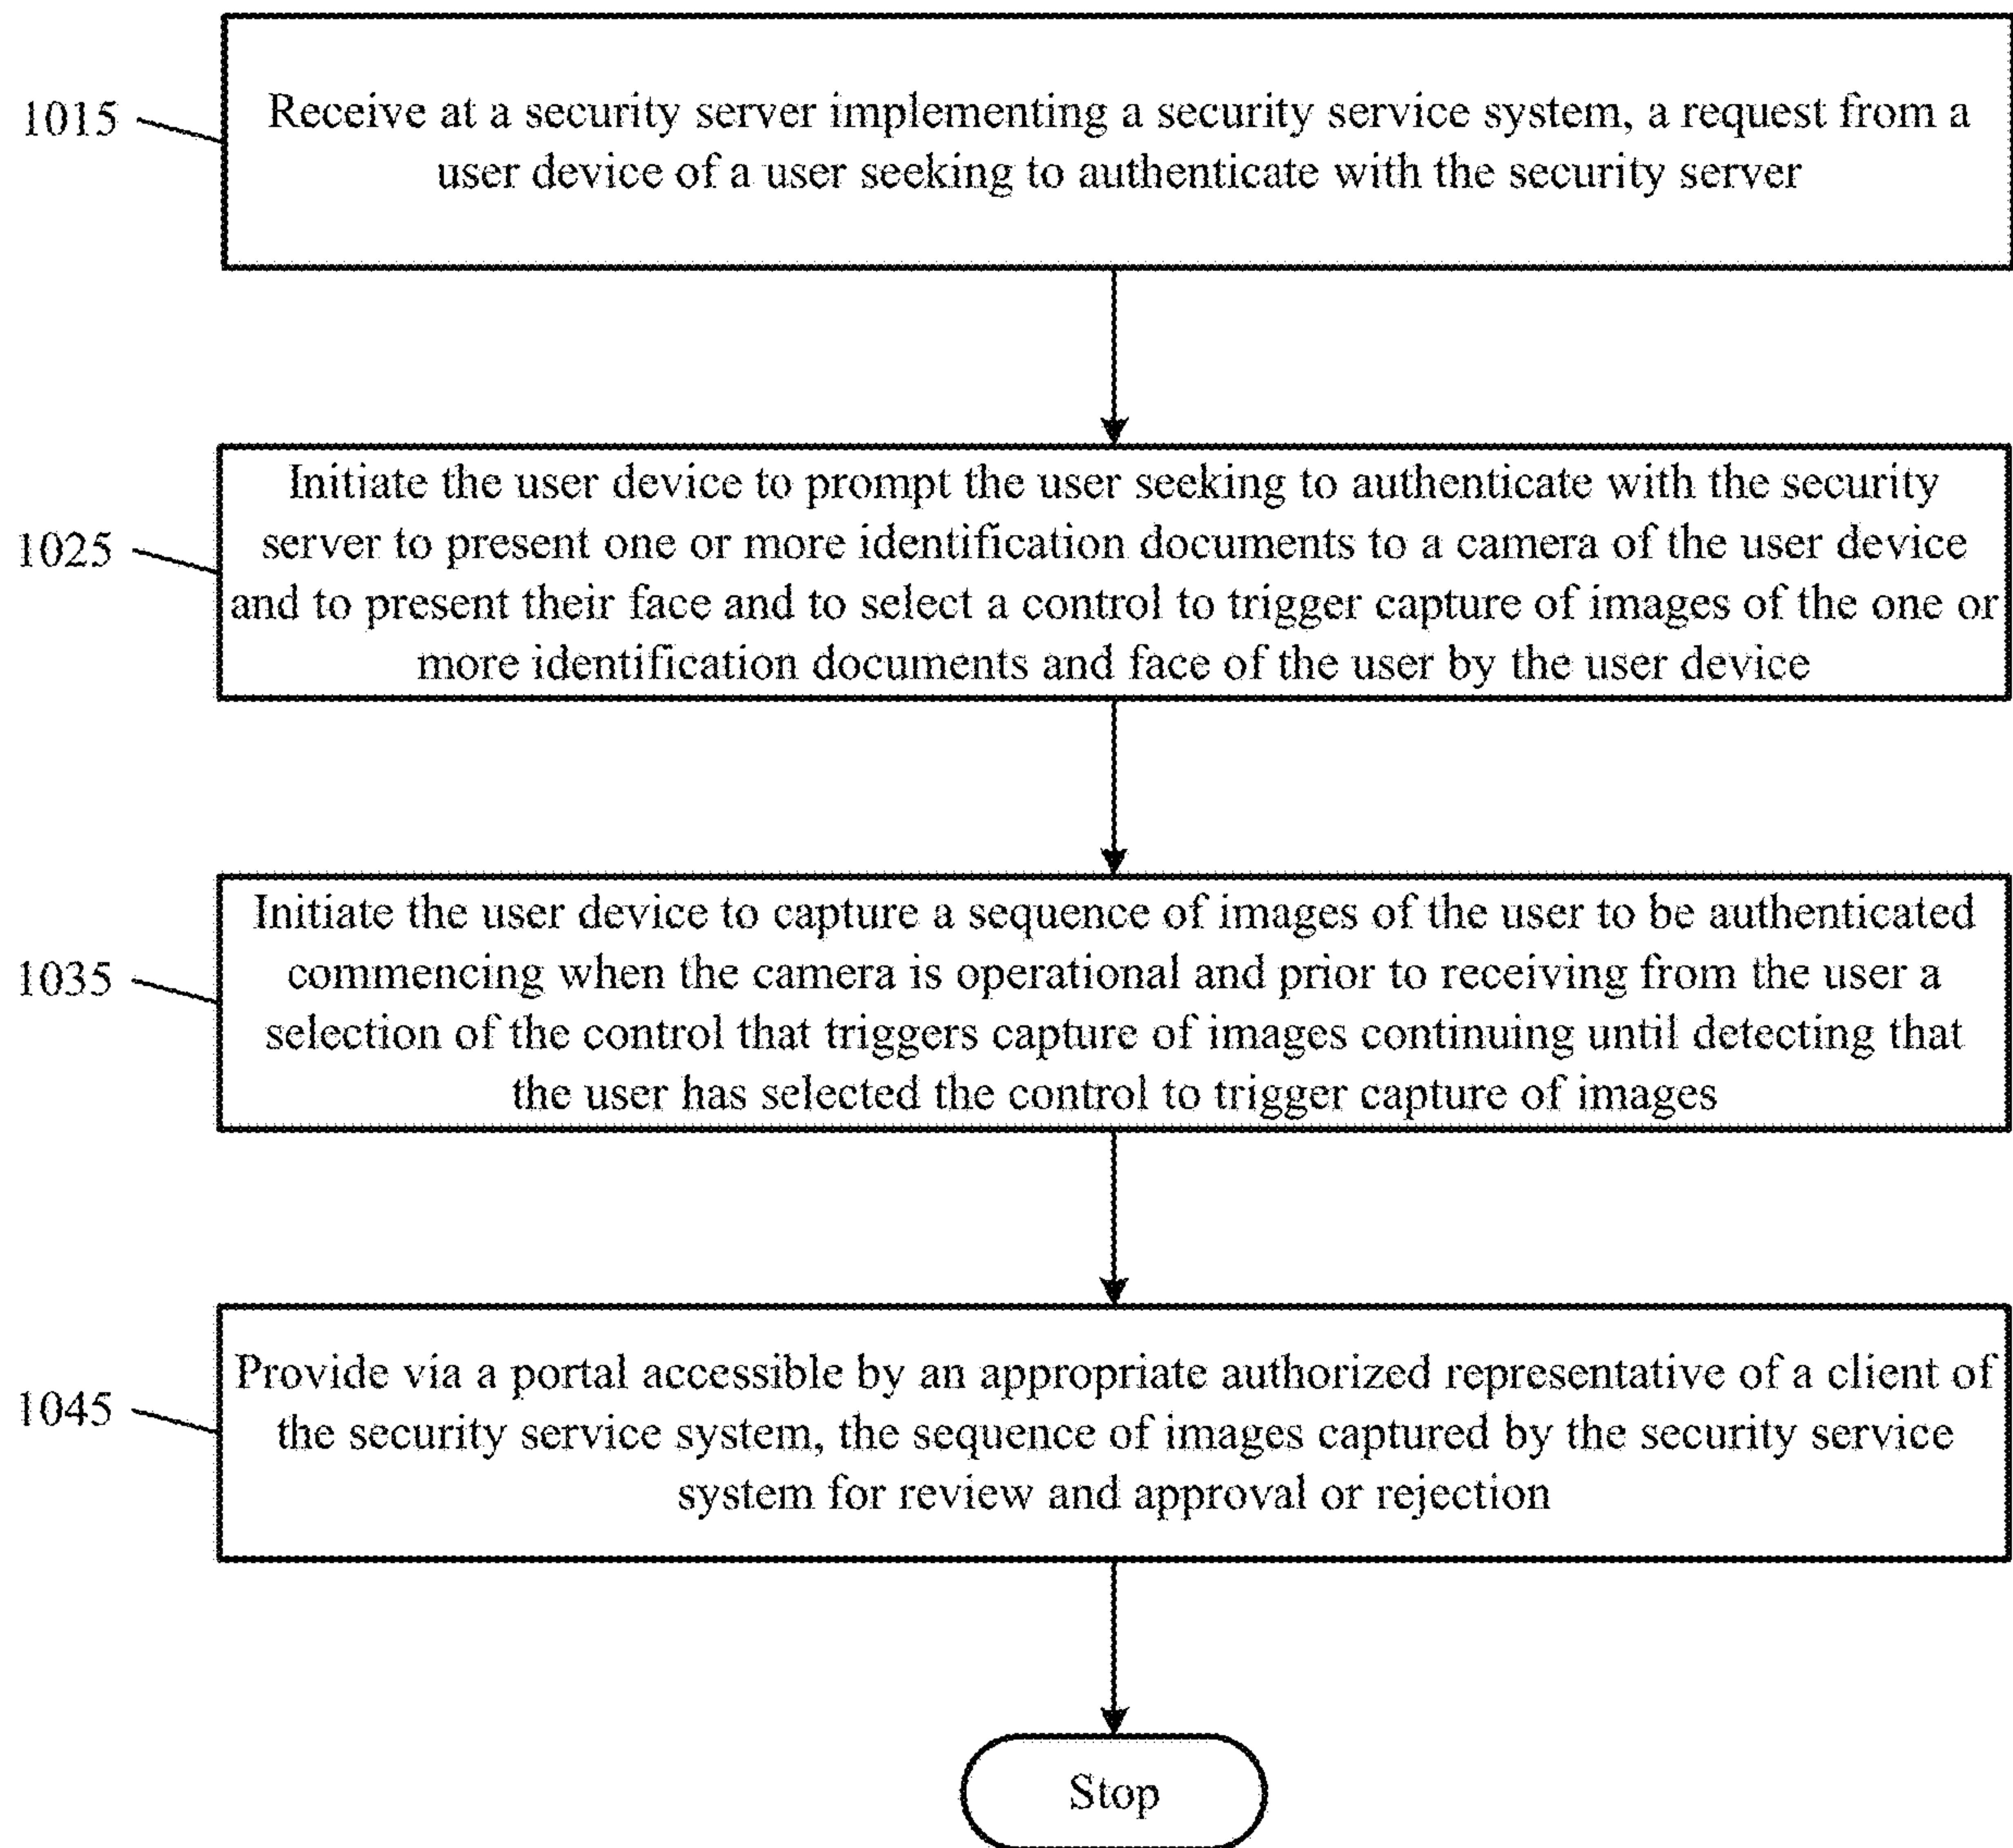 1015
Receive at a security server implementing a security service system, a request from a
user device of a user seeking to authenticate with the security server
1025
Initiate the user device to prompt the user seeking to authenticate with the security
server to present one or more identification documents to a camera of the user device
and to present their face and to select a control to trigger capture of images of the one or
more identification documents and face of the user by the user device
1035
Initiate the user device to capture a sequence of images of the user to be authenticated
commencing when the camera is operational and prior to receiving from the user a
selection of the control that triggers capture of images continuing until detecting that
the user has selected the control to trigger capture of images
1045
Provide via a portal accessible by an appropriate authorized representative of a client of
the security service system, the sequence of images captured by the security service
system for review and approval or rejection
Stop